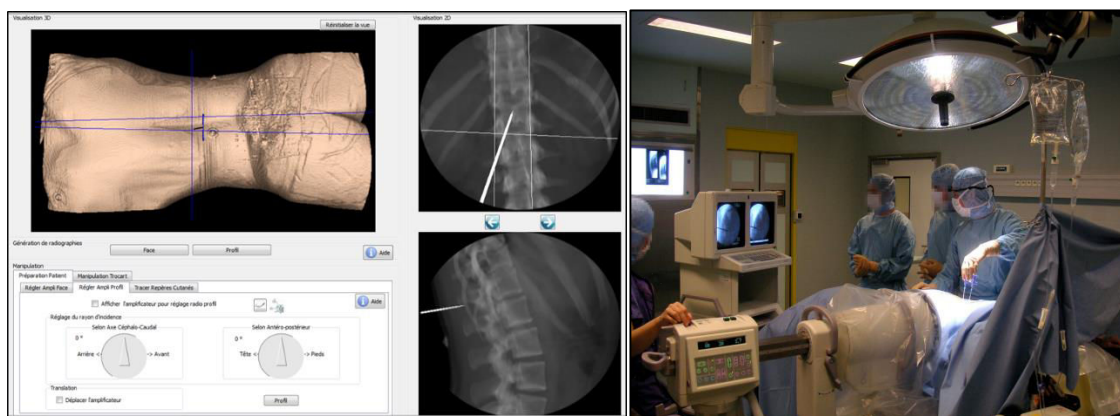 Visualisation 3D
Réinitialiser la vue
Visualisation 2D
Génération de radiographies
Face
Profil
Aide
Manipulation
Préparation Patient
Manipulation Trocart
Régler Ampli Face
Régler Ampli Profil
Tracer Repères Cutanés
Afficher l'amplificateur pour réglage radio profil
Aide
Réglage du rayon d'incidence
Selon Axe Céphalo-Caudal
0 °
Arrière <-
-> Avant
Selon Antéro-postérieur
0 °
Tête <-
-> Pieds
Translation
Déplacer l'amplificateur
Profil